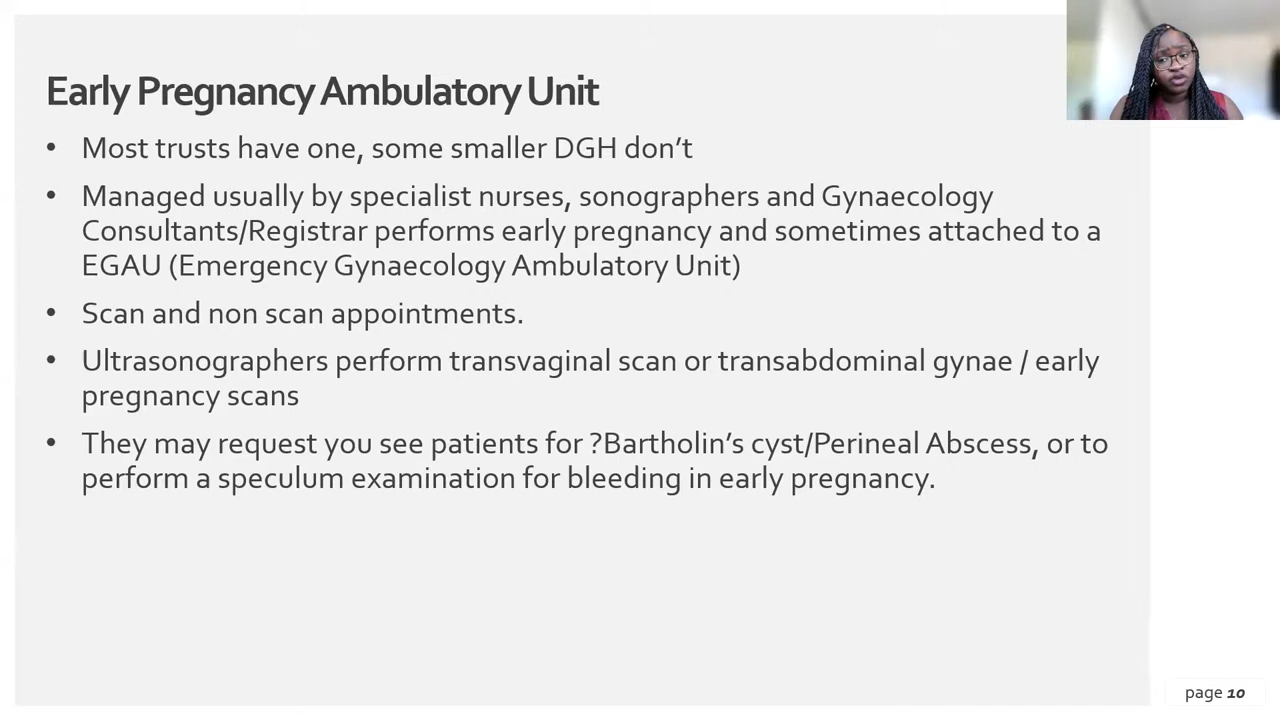 Early Pregnancy Ambulatory Unit
• Most trusts have one, some smaller DGH don’t
• Managed usually by specialist nurses, sonographers and Gynaecology
Consultants/Registrar performs early pregnancy and sometimes attached to a
EGAU (Emergency Gynaecology Ambulatory Unit)
• Scan and non scan appointments.
• Ultrasonographers perform transvaginal scan or transabdominal gynae / early
pregnancy scans
• They may request you see patients for ?Bartholin’s cyst/Perineal Abscess, or to
perform a speculum examination for bleeding in early pregnancy.
page 10